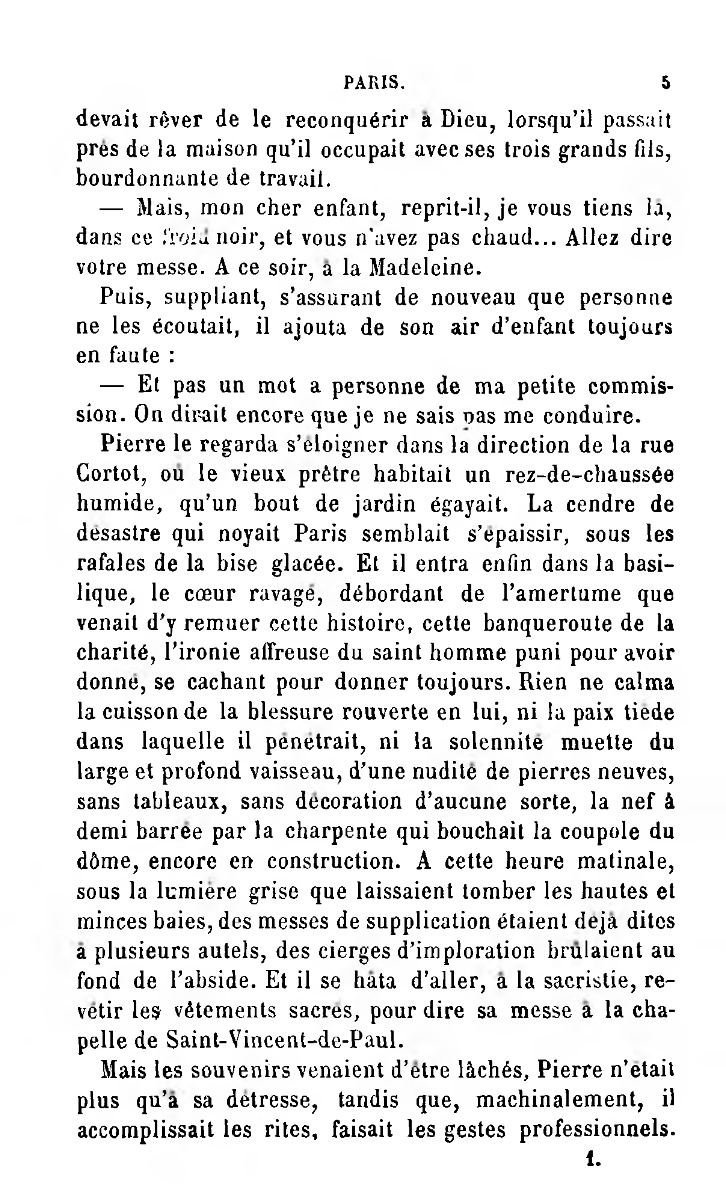 PARIS. 5
devait rêver de le reconquérir à Dieu, lorsqu'il passait
près de la maison qu'il occupait avec ses trois grands fils,
bourdonnante de travail.
— Mais, mon cher enfant, reprit-il, je vous tiens là,
dans ce froid noir, et vous n'avez pas chaud... Allez dire
votre messe. A ce soir, à la Madeleine.
Puis, suppliant, s'assurant de nouveau que personne
ne les écoutait, il ajouta de son air d'enfant toujours
en faute :
— Et pas un mot a personne de ma petite commis-
sion. On dirait encore que je ne sais pas me conduire.
Pierre le regarda s'éloigner dans la direction de la rue
Cortot, où le vieux prêtre habitait un rez-de-chaussée
humide, qu'un bout de jardin égayait. La cendre de
désastre qui noyait Paris semblait s'épaissir, sous les
rafales de la bise glacée. Et il entra enfin dans la basi-
lique, le cœur ravagé, débordant de l'amertume que
venait d'y remuer cette histoire, cette banqueroute de la
charité, l'ironie affreuse du saint homme puni pour avoir
donné, se cachant pour donner toujours. Rien ne calma
la cuisson de la blessure rouverte en lui, ni la paix tiède
dans laquelle il pénétrait, ni la solennité muette du
large et profond vaisseau, d'une nudité de pierres neuves,
sans tableaux, sans décoration d'aucune sorte, la nef à
demi barrée par la charpente qui bouchait la coupole du
dôme, encore en construction. A cette heure matinale,
sous la lumière grise que laissaient tomber les hautes et
minces baies, des messes de supplication étaient déjà dites
à plusieurs autels, des cierges d'imploration brûlaient au
fond de l'abside. Et il se hâta d'aller, à la sacristie, re-
vêtir les vêtements sacrés, pour dire sa messe à la cha-
pelle de Saint-Vincent-de-Paul.
Mais les souvenirs venaient d'être lâchés, Pierre n'était
plus qu'à sa détresse, tandis que, machinalement, il
accomplissait les rites, faisait les gestes professionnels.
1.